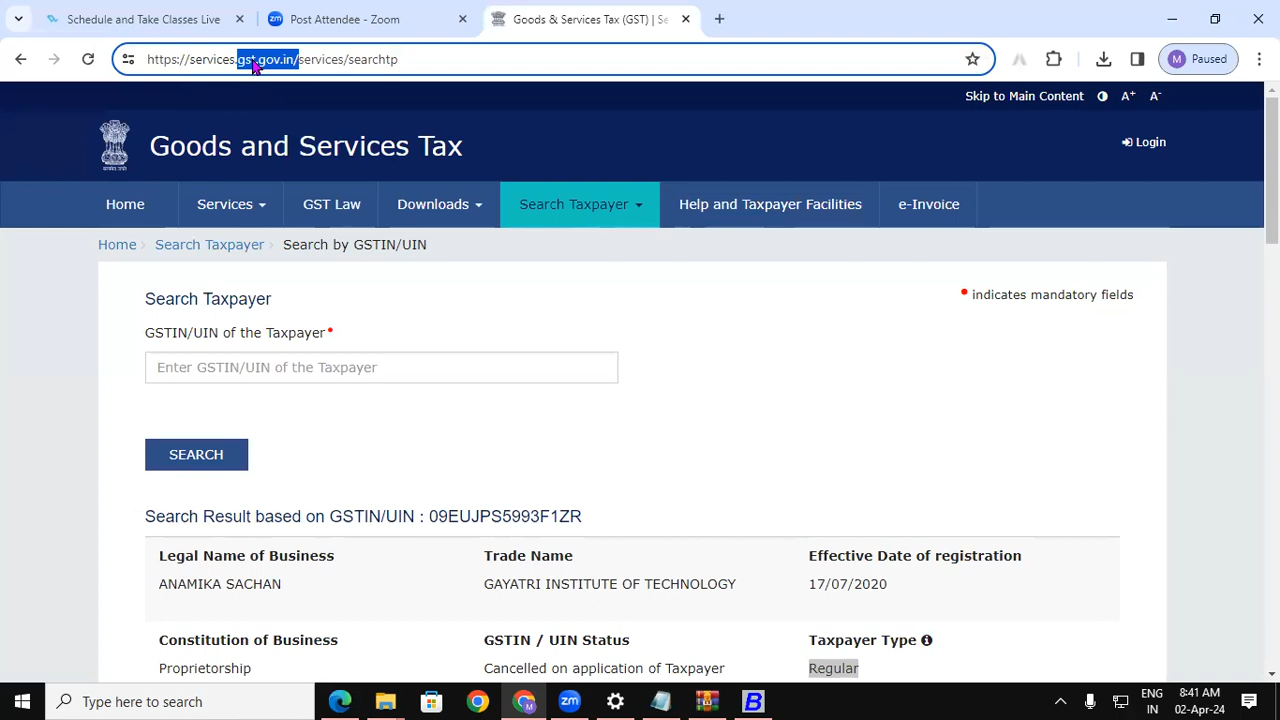 Schedule and Take Classes Live
Post Attendee - Zoom
Goods & Services Tax (GST) | Se
https://services.gst.gov.in/services/searchtp
M Paused
Skip to Main Content A+ A-
Goods and Services Tax
Login
Home Services GST Law Downloads Search Taxpayer Help and Taxpayer Facilities e-Invoice
Home Search Taxpayer Search by GSTIN/UIN
Search Taxpayer
indicates mandatory fields
GSTIN/UIN of the Taxpayer
Enter GSTIN/UIN of the Taxpayer
SEARCH
Search Result based on GSTIN/UIN : 09EUJPS5993F1ZR
Legal Name of Business Trade Name Effective Date of registration
ANAMIKA SACHAN GAYATRI INSTITUTE OF TECHNOLOGY 17/07/2020
Constitution of Business GSTIN / UIN Status Taxpayer Type
Proprietorship Cancelled on application of Taxpayer Regular
Type here to search
zm
B
ENG
IN
8:41 AM
02-Apr-24